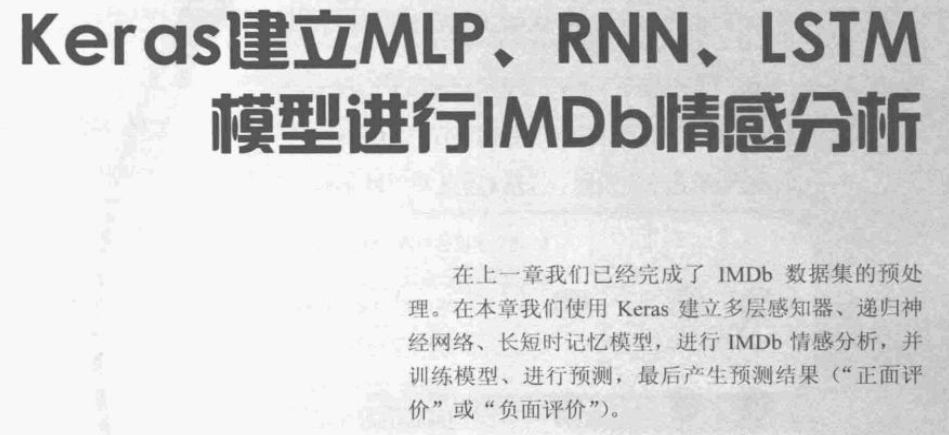 Keras建立MLP、RNN、LSTM
模型进行IMDb情感分析
在上一章我们已经完成了 IMDb 数据集的预处
理。在本章我们使用 Keras 建立多层感知器、递归神
经网络、长短时记忆模型，进行 IMDb 情感分析，并
训练模型、进行预测，最后产生预测结果（“正面评
价”或“负面评价”）。